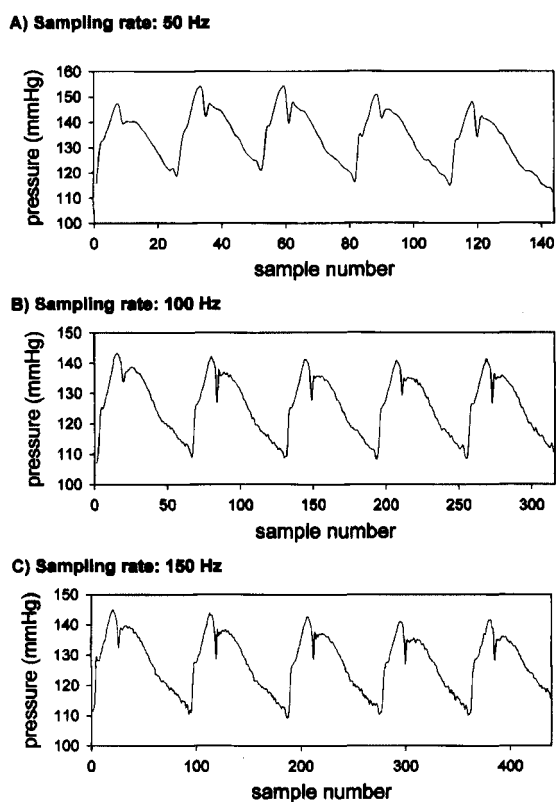 A) Sampling rate: 50 Hz
160
150
140
130
120
110
100
pressure (mmHg)
0 20 40 60 80 100 120 140
sample number
B) Sampling rate: 100 Hz
150
140
130
120
110
100
pressure (mmHg)
0 50 100 150 200 250 300
sample number
C) Sampling rate: 150 Hz
150
140
130
120
110
100
pressure (mmHg)
0 100 200 300 400
sample number